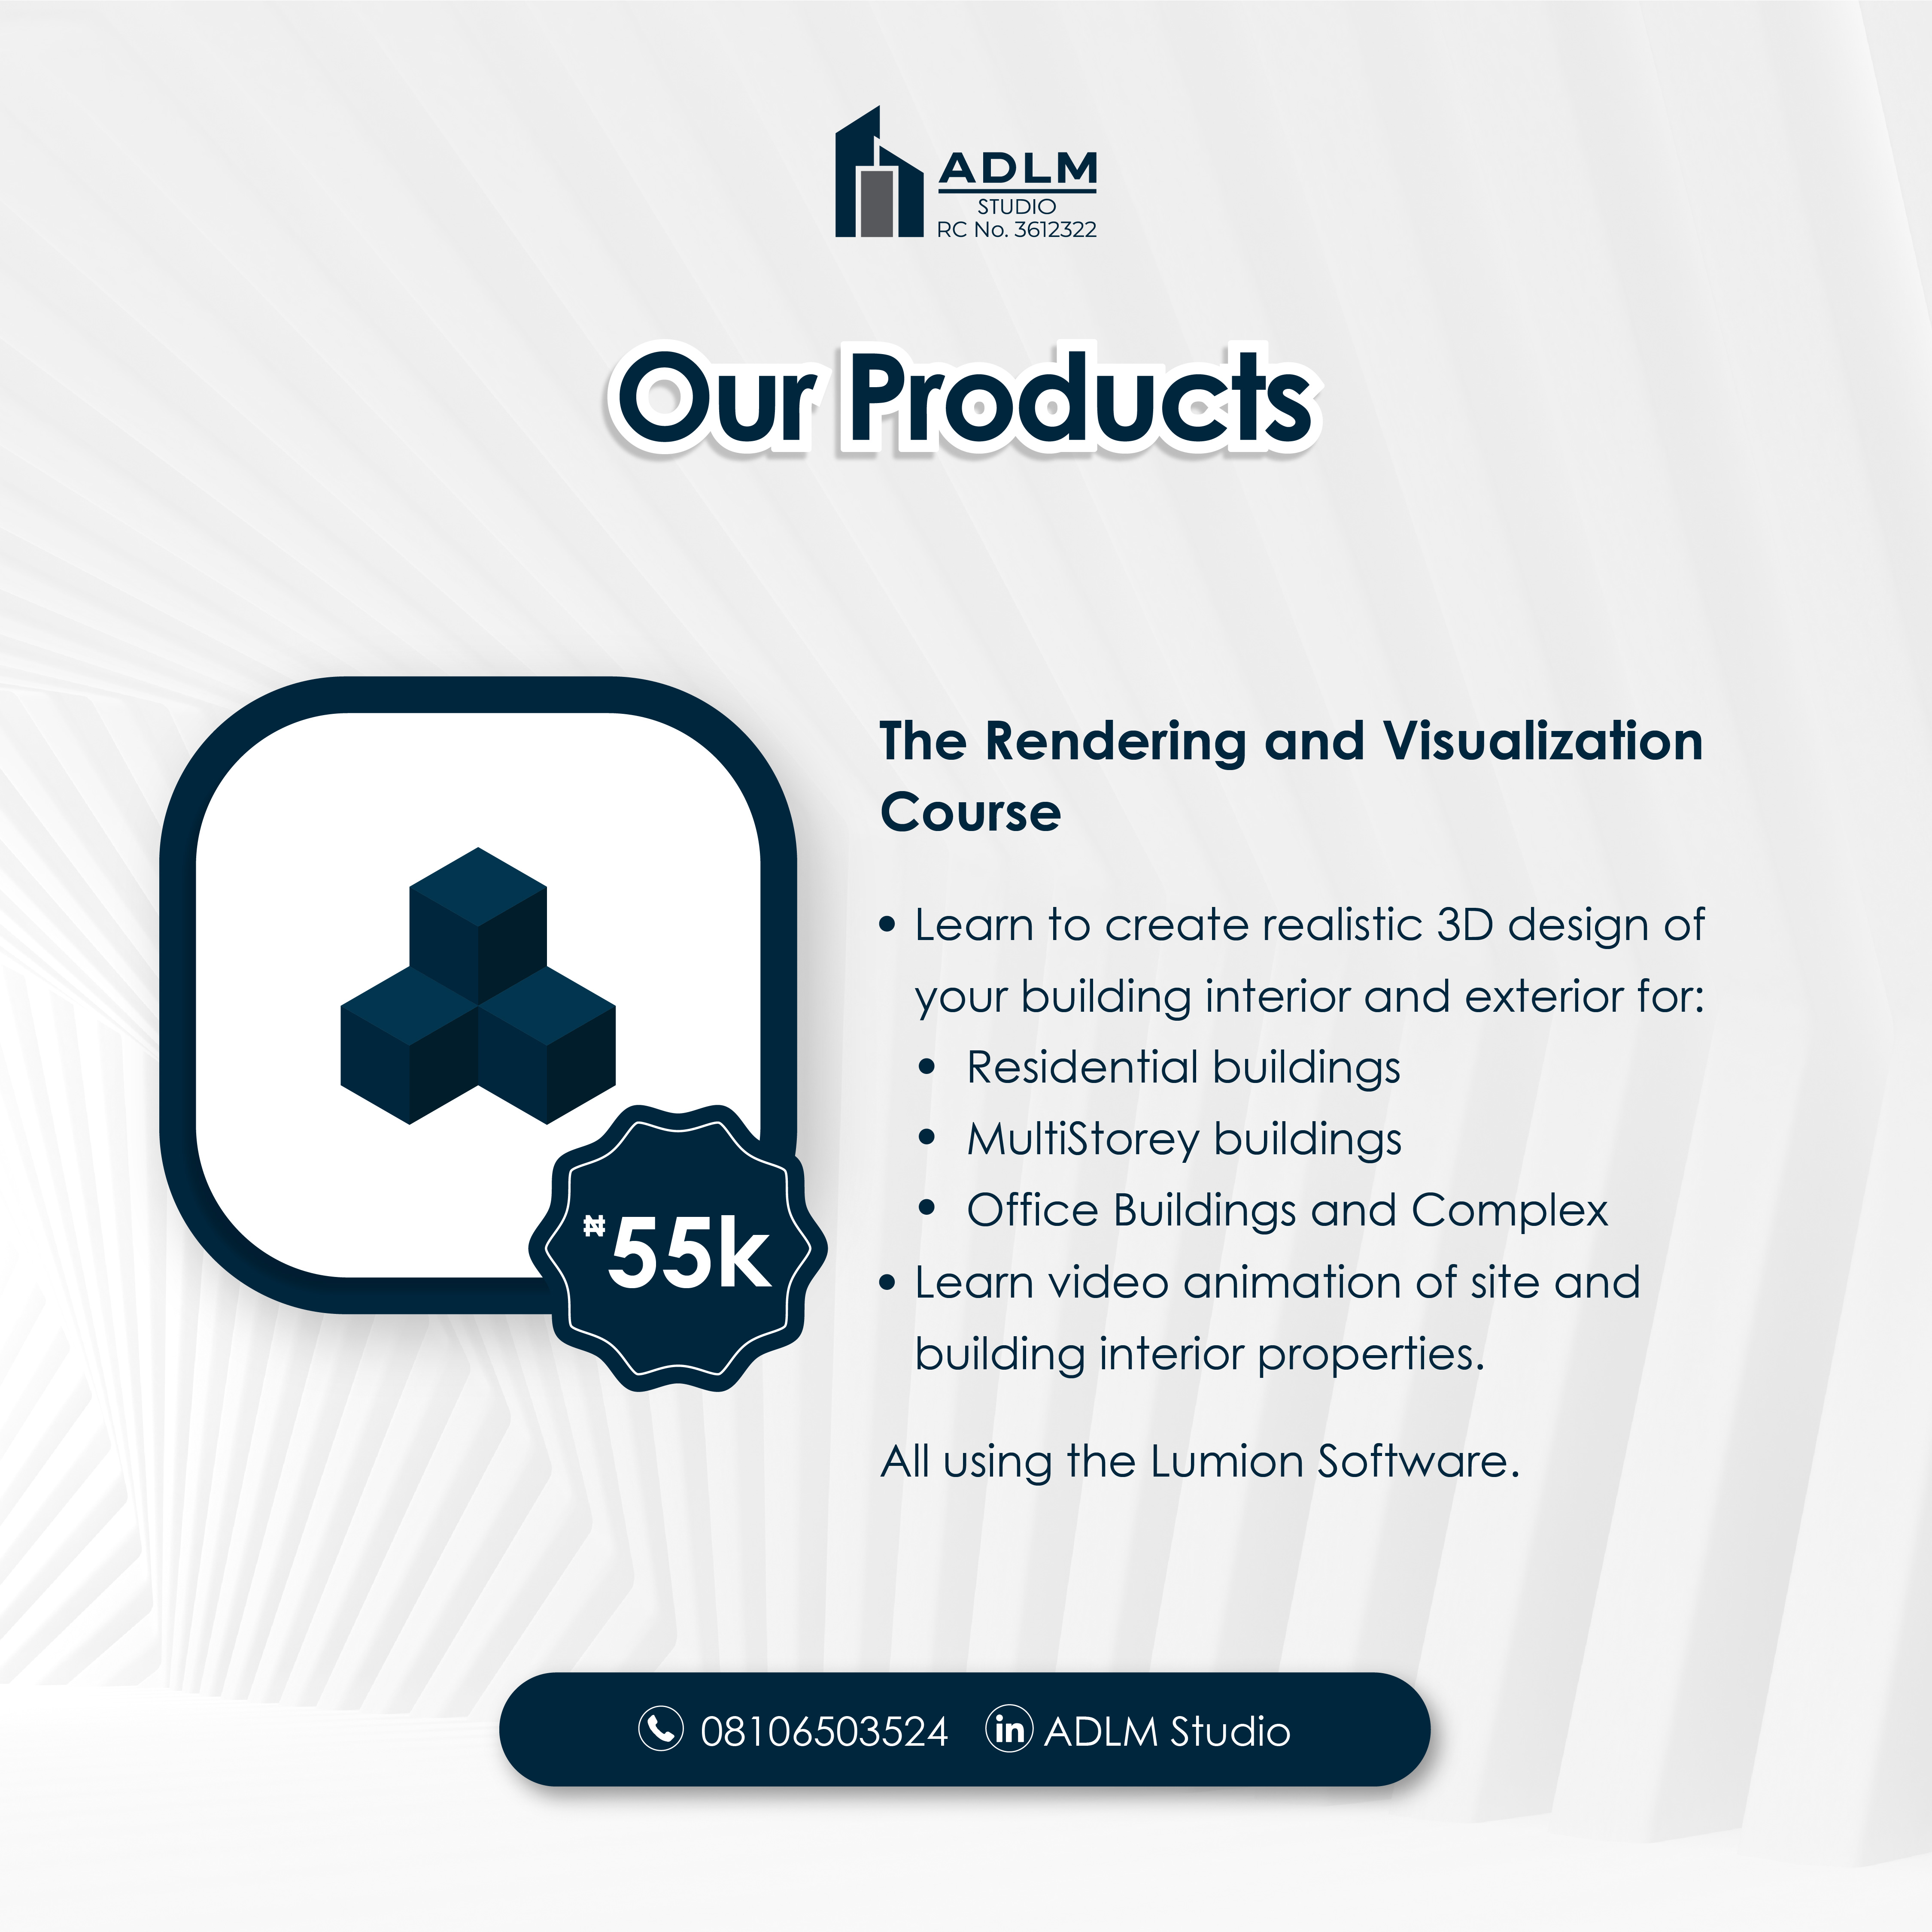 ADLM
STUDIO
RC No. 3612322
Our Products
The Rendering and Visualization
Course
• Learn to create realistic 3D design of
your building interior and exterior for:
• Residential buildings
• MultiStorey buildings
• Office Buildings and Complex
• Learn video animation of site and
building interior properties.
All using the Lumion Software.
₦55k
08106503524 in ADLM Studio